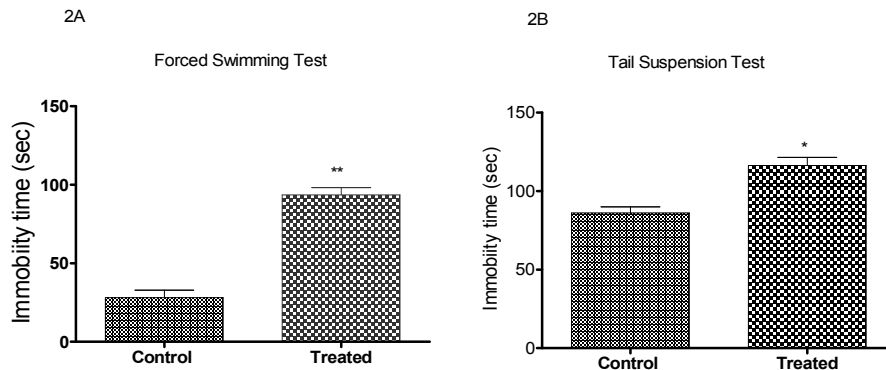 2A
Forced Swimming Test
Immobiity time (sec)
150
100
50
0
**
Control
Treated
2B
Tail Suspension Test
Immobility time (sec)
150
100
50
0
*
Control
Treated